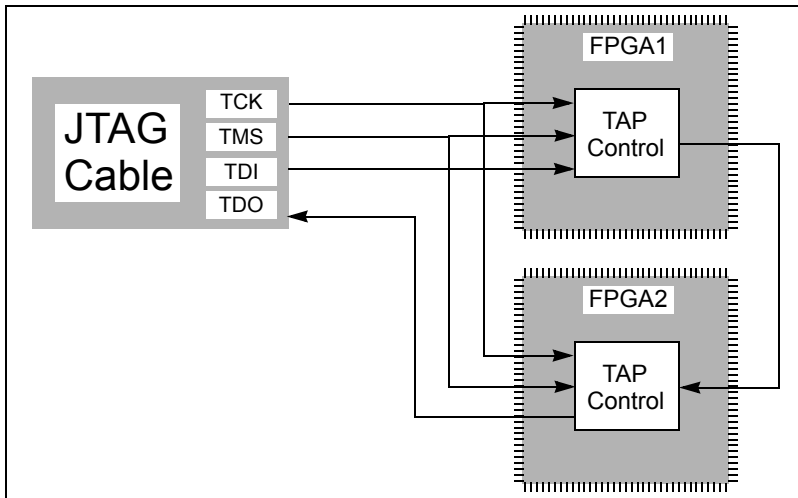 JTAG
Cable
TCK
TMS
TDI
TDO
FPGA1
TAP
Control
FPGA2
TAP
Control